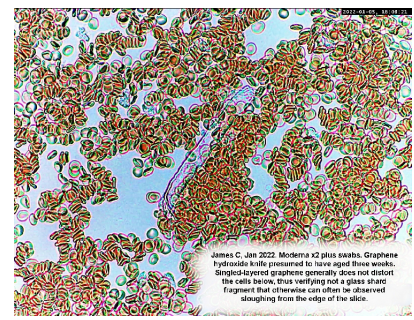 2022-01-05, 18:08:21
James C, Jan 2022. Moderna x2 plus swabs. Graphene
hydroxide knife presumed to have aged three weeks.
Singled-layered graphene generally does not distort
the cells below, thus verifying not a glass shard
fragment that otherwise can often be observed
sloughing from the edge of the slide.